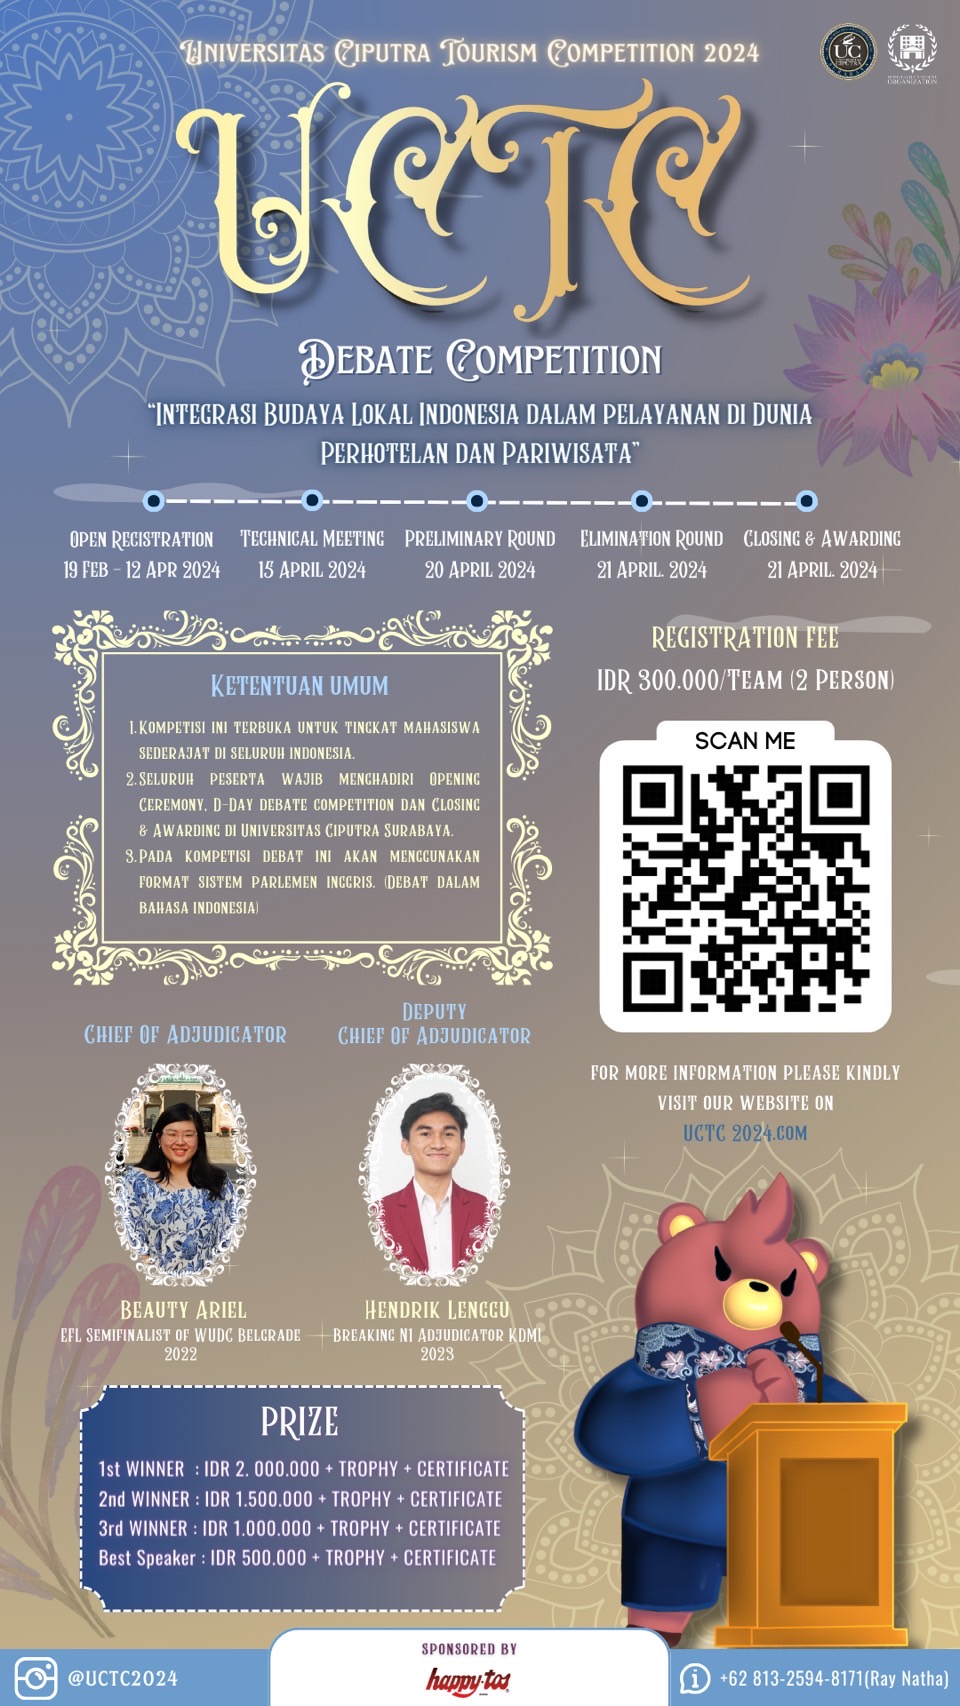 Universitas Ciputra Tourism Competition 2024
UC
ORGANIZATION
UCTC
Debate Competition
“Integrasi Budaya Lokal Indonesia dalam pelayanan di Dunia
Perhotelan dan Pariwisata”
Open Registration
19 Feb - 12 Apr 2024
Technical Meeting
15 April 2024
Preliminary Round
20 April 2024
Elimination Round
21 April. 2024
Closing & Awarding
21 April. 2024
Ketentuan umum
1. Kompetisi ini terbuka untuk tingkat mahasiswa
sederajat di seluruh Indonesia.
2. Seluruh peserta wajib menghadiri Opening
Ceremony, D-Day debate competition dan Closing
& Awarding di Universitas Ciputra Surabaya.
3. Pada kompetisi debat ini akan menggunakan
format sistem parlemen inggris. (Debat dalam
bahasa indonesia)
REGISTRATION FEE
IDR 300.000/Team (2 Person)
SCAN ME
for more information please kindly
visit our website on
UCTC 2024.com
Chief Of Adjudicator
Deputy
Chief Of Adjudicator
Beauty Ariel
EFL Semifinalist of WUDC Belgrade
2022
Hendrik Lenggu
Breaking N1 Adjudicator KDMI
2023
PRIZE
1st WINNER : IDR 2. 000.000 + TROPHY + CERTIFICATE
2nd WINNER : IDR 1.500.000 + TROPHY + CERTIFICATE
3rd WINNER : IDR 1.000.000 + TROPHY + CERTIFICATE
Best Speaker : IDR 500.000 + TROPHY + CERTIFICATE
SPONSORED BY
happy·tos
@UCTC2024
+62 813-2594-8171(Ray Natha)